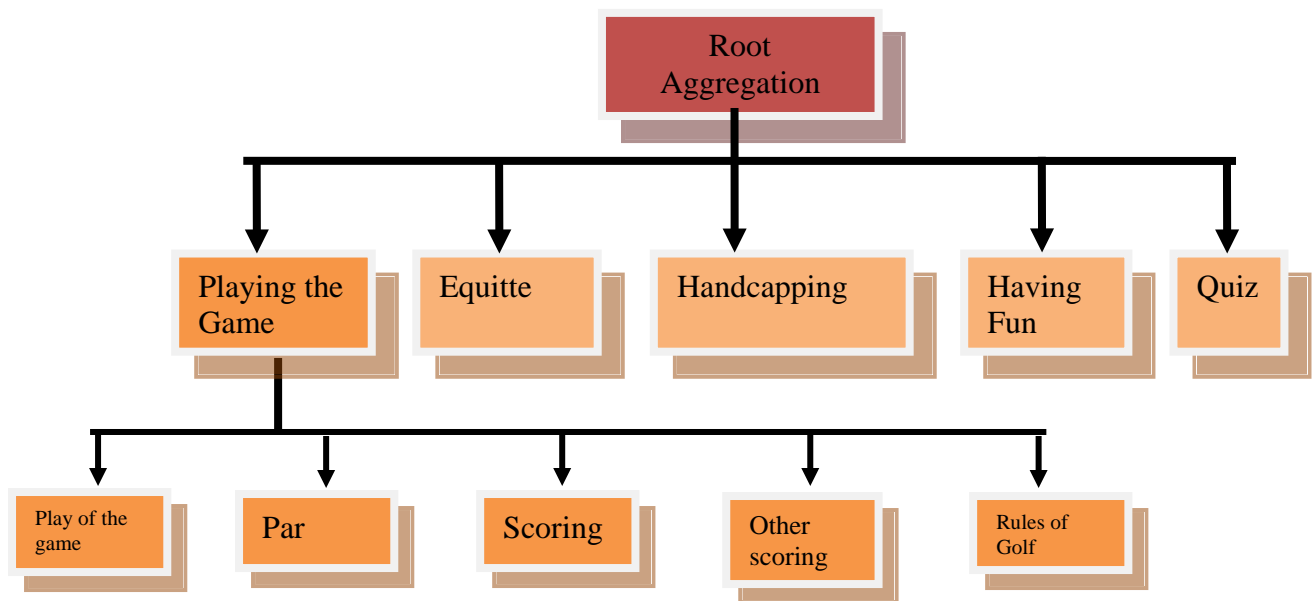 Root
Aggregation
Playing the
Game
Equitte
Handcapping
Having
Fun
Quiz
Play of the
game
Par
Scoring
Other
scoring
Rules of
Golf